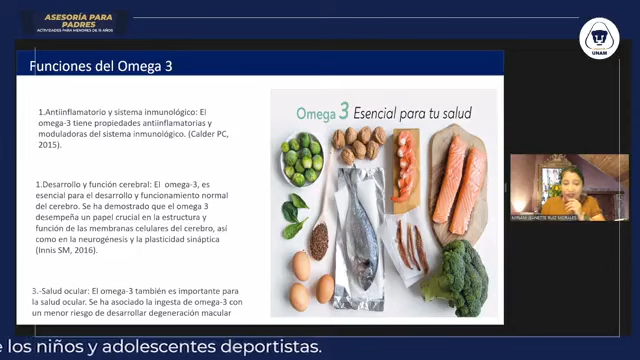 ASESORÍA PARA
PADRES
ACTIVIDADES PARA MENORES DE 15 AÑOS
UNAM
Funciones del Omega 3
1.Antiinflamatorio y sistema inmunológico: El
omega-3 tiene propiedades antiinflamatorias y
moduladoras del sistema inmunológico. (Calder PC,
2015).
1.Desarrollo y función cerebral: El omega-3, es
esencial para el desarrollo y funcionamiento normal
del cerebro. Se ha demostrado que el omega 3
desempeña un papel crucial en la estructura y
función de las membranas celulares del cerebro, así
como en la neurogénesis y la plasticidad sináptica
(Innis SM, 2016).
3.-Salud ocular: El omega-3 también es importante para
la salud ocular. Se ha asociado la ingesta de omega-3 con
un menor riesgo de desarrollar degeneración macular
Omega 3 Esencial para tu salud
MIRIAM JEANETTE RUIZ MORALES
e los niños y adolescentes deportistas.